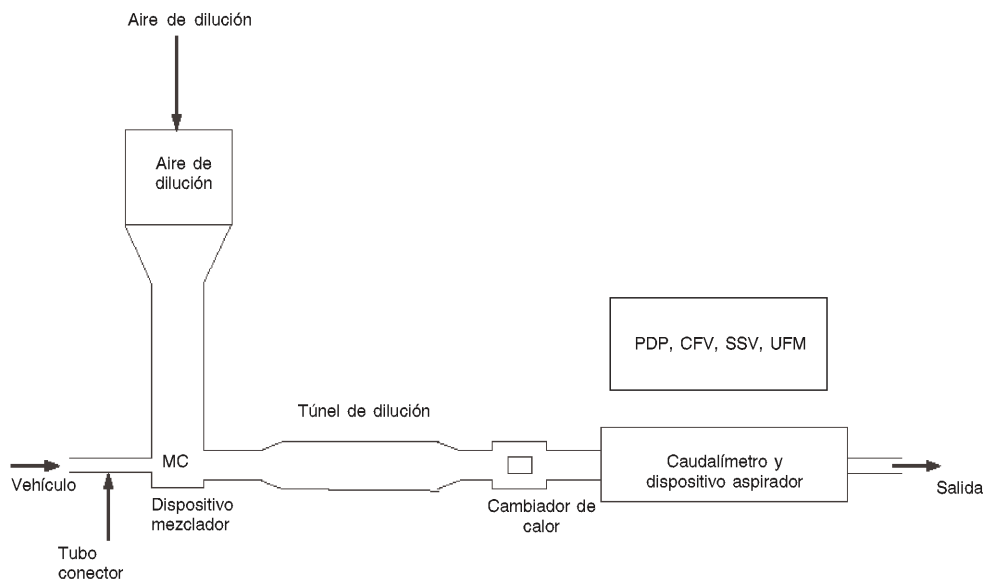 Aire de dilución
Aire de
dilución
PDP, CFV, SSV, UFM
Túnel de dilución
MC
Caudalímetro y
dispositivo aspirador
Vehículo
Dispositivo
mezclador
Cambiador de
calor
Salida
Tubo
conector